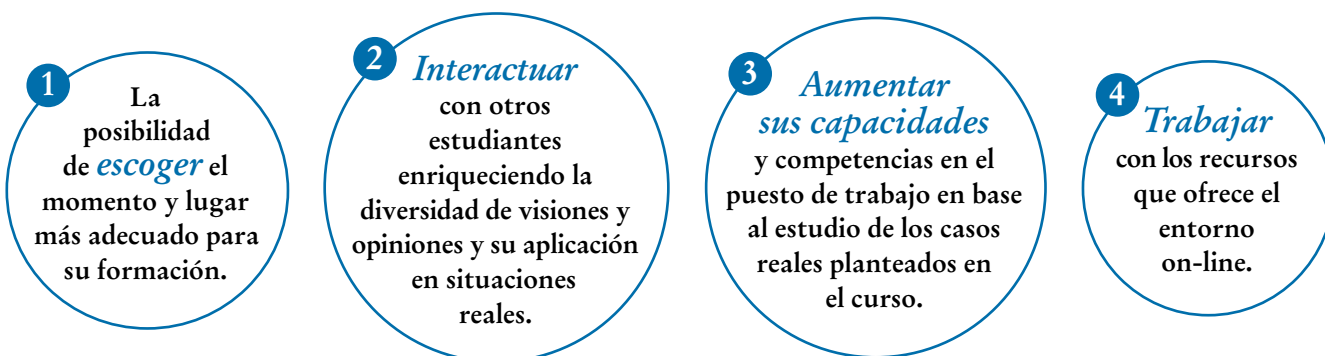 1
La
posibilidad
de escoger el
momento y lugar
más adecuado para
su formación.
2
Interactuar
con otros
estudiantes
enriqueciendo la
diversidad de visiones y
opiniones y su aplicación
en situaciones
reales.
3
Aumentar
sus capacidades
y competencias en el
puesto de trabajo en base
al estudio de los casos
reales planteados en
el curso.
4
Trabajar
con los recursos
que ofrece el
entorno
on-line.